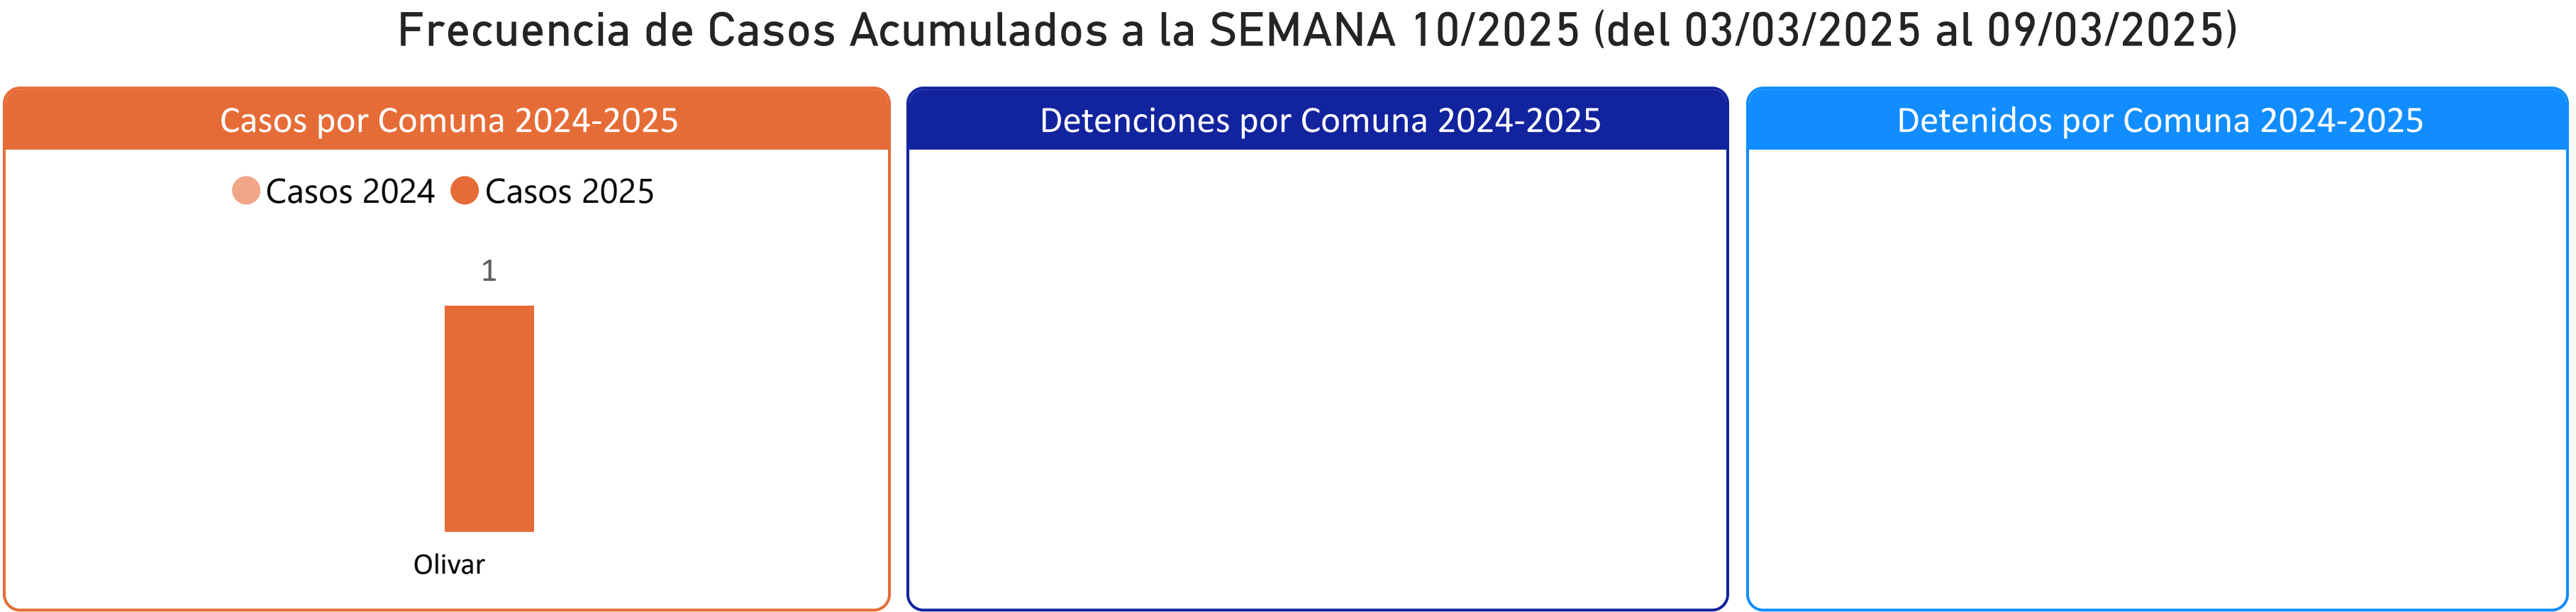 Frecuencia de Casos Acumulados a la SEMANA 10/2025 (del 03/03/2025 al 09/03/2025)
Casos por Comuna 2024-2025
Casos 2024 Casos 2025
1
Olivar
Detenciones por Comuna 2024-2025
Detenidos por Comuna 2024-2025